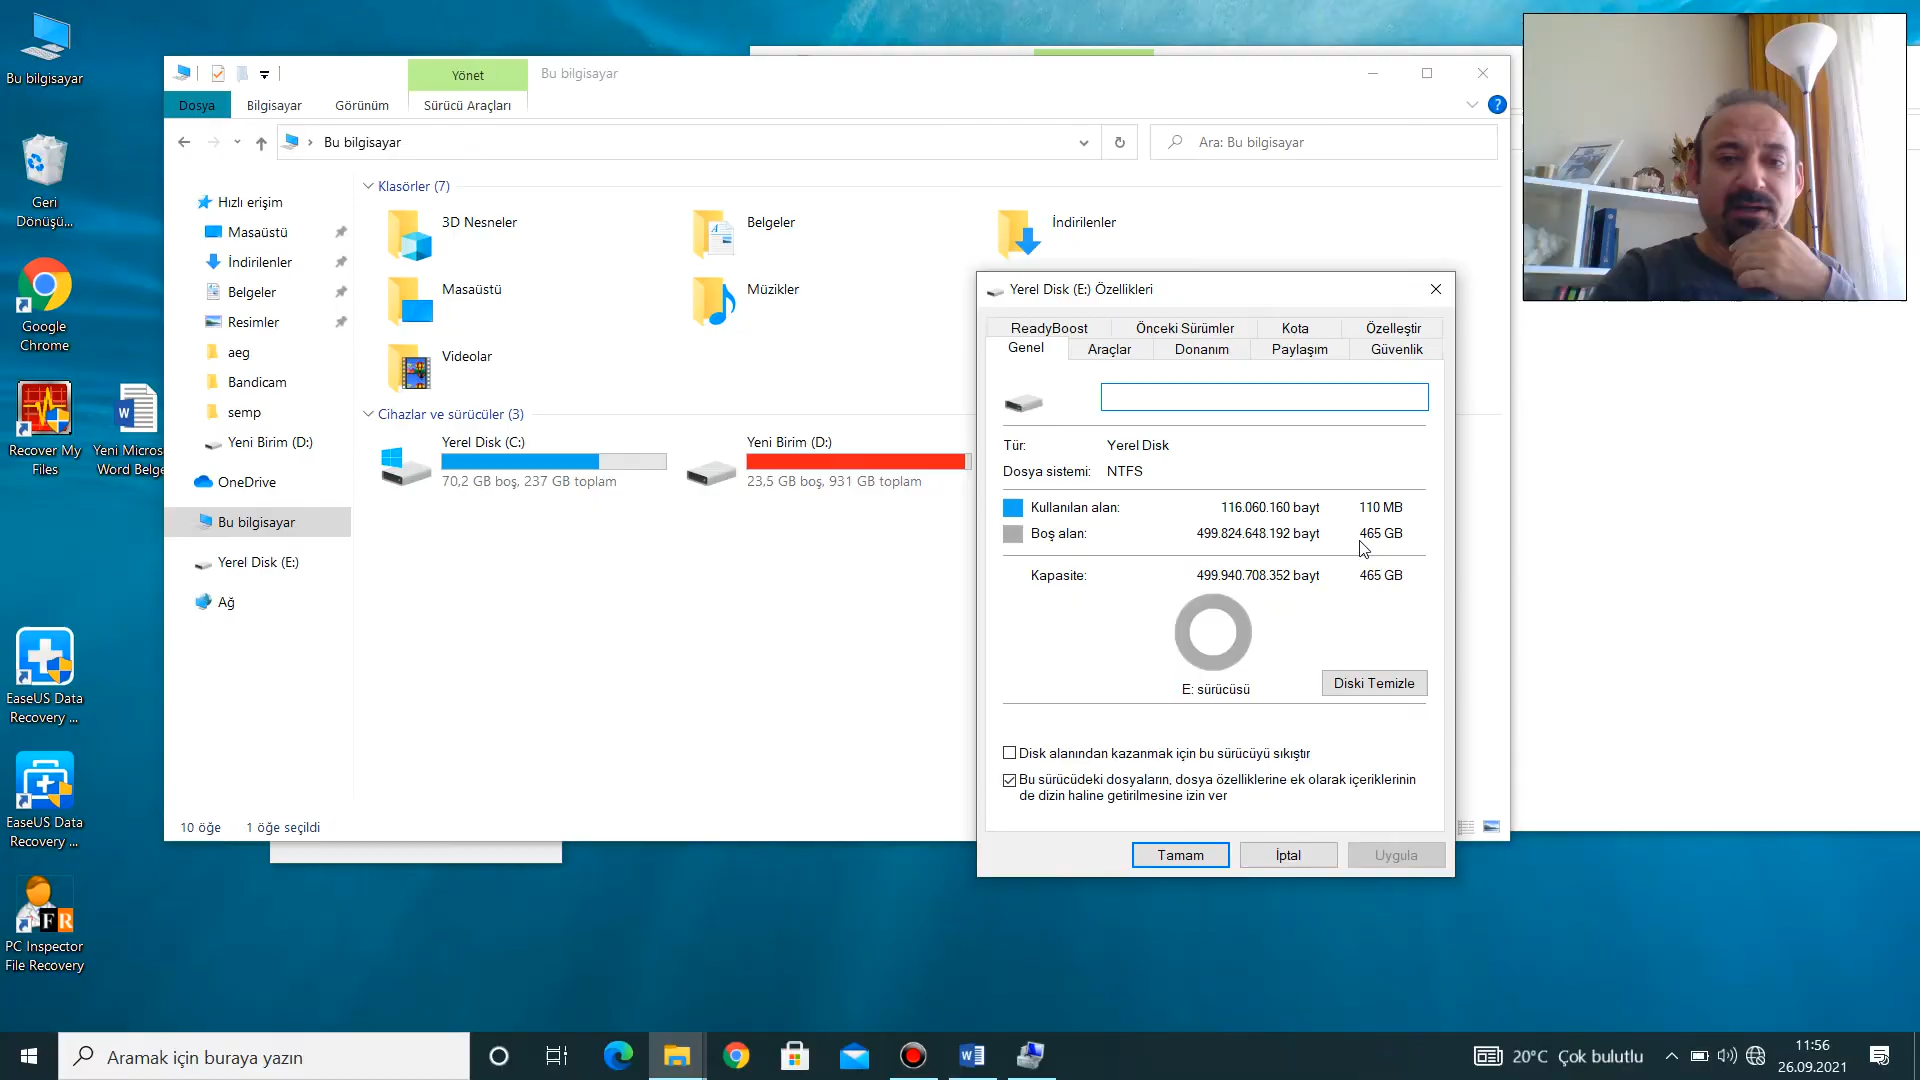 Bu bilgisayar
Geri
Dönüşü...
Google
Chrome
Recover My
Files
Yeni Micros
Word Belge
EaseUS Data
Recovery ...
EaseUS Data
Recovery ...
FR
PC Inspector
File Recovery
Yönet
Bu bilgisayar
Dosya
Bilgisayar
Görünüm
Sürücü Araçları
Bu bilgisayar
Ara: Bu bilgisayar
Hızlı erişim
Masaüstü
İndirilenler
Belgeler
Resimler
aeg
Bandicam
semp
Yeni Birim (D:)
OneDrive
Bu bilgisayar
Yerel Disk (E:)
Ağ
Klasörler (7)
3D Nesneler
Belgeler
İndirilenler
Masaüstü
Müzikler
Videolar
Cihazlar ve sürücüler (3)
Yerel Disk (C:)
70,2 GB boş, 237 GB toplam
Yeni Birim (D:)
23,5 GB boş, 931 GB toplam
10 öğe
1 öğe seçildi
Yerel Disk (E:) Özellikleri
ReadyBoost
Önceki Sürümler
Kota
Özelleştir
Genel
Araçlar
Donanım
Paylaşım
Güvenlik
Tür: Yerel Disk
Dosya sistemi: NTFS
Kullanılan alan: 116.060.160 bayt 110 MB
Boş alan: 499.824.648.192 bayt 465 GB
Kapasite: 499.940.708.352 bayt 465 GB
E: sürücüsü
Diski Temizle
Disk alanından kazanmak için bu sürücüyü sıkıştır
Bu sürücüdeki dosyaların, dosya özelliklerine ek olarak içeriklerinin
de dizin haline getirilmesine izin ver
Tamam
İptal
Uygula
Aramak için buraya yazın
20°C Çok bulutlu
11:56
26.09.2021